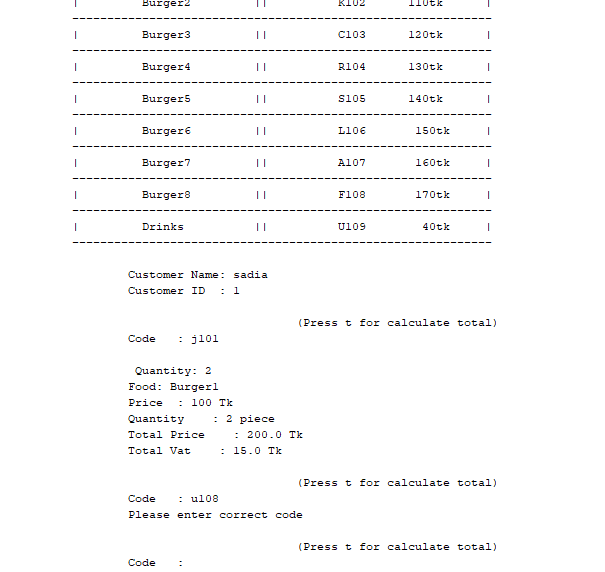 | Burger2 || K102 110tk |
------------------------------------------------------------
| Burger3 || C103 120tk |
------------------------------------------------------------
| Burger4 || R104 130tk |
------------------------------------------------------------
| Burger5 || S105 140tk |
------------------------------------------------------------
| Burger6 || L106 150tk |
------------------------------------------------------------
| Burger7 || A107 160tk |
------------------------------------------------------------
| Burger8 || F108 170tk |
------------------------------------------------------------
| Drinks || U109 40tk |
------------------------------------------------------------
Customer Name: sadia
Customer ID  : 1
(Press t for calculate total)
Code   : j101
Quantity: 2
Food: Burger1
Price  : 100 Tk
Quantity    : 2 piece
Total Price    : 200.0 Tk
Total Vat    : 15.0 Tk
(Press t for calculate total)
Code   : u108
Please enter correct code
(Press t for calculate total)
Code   :